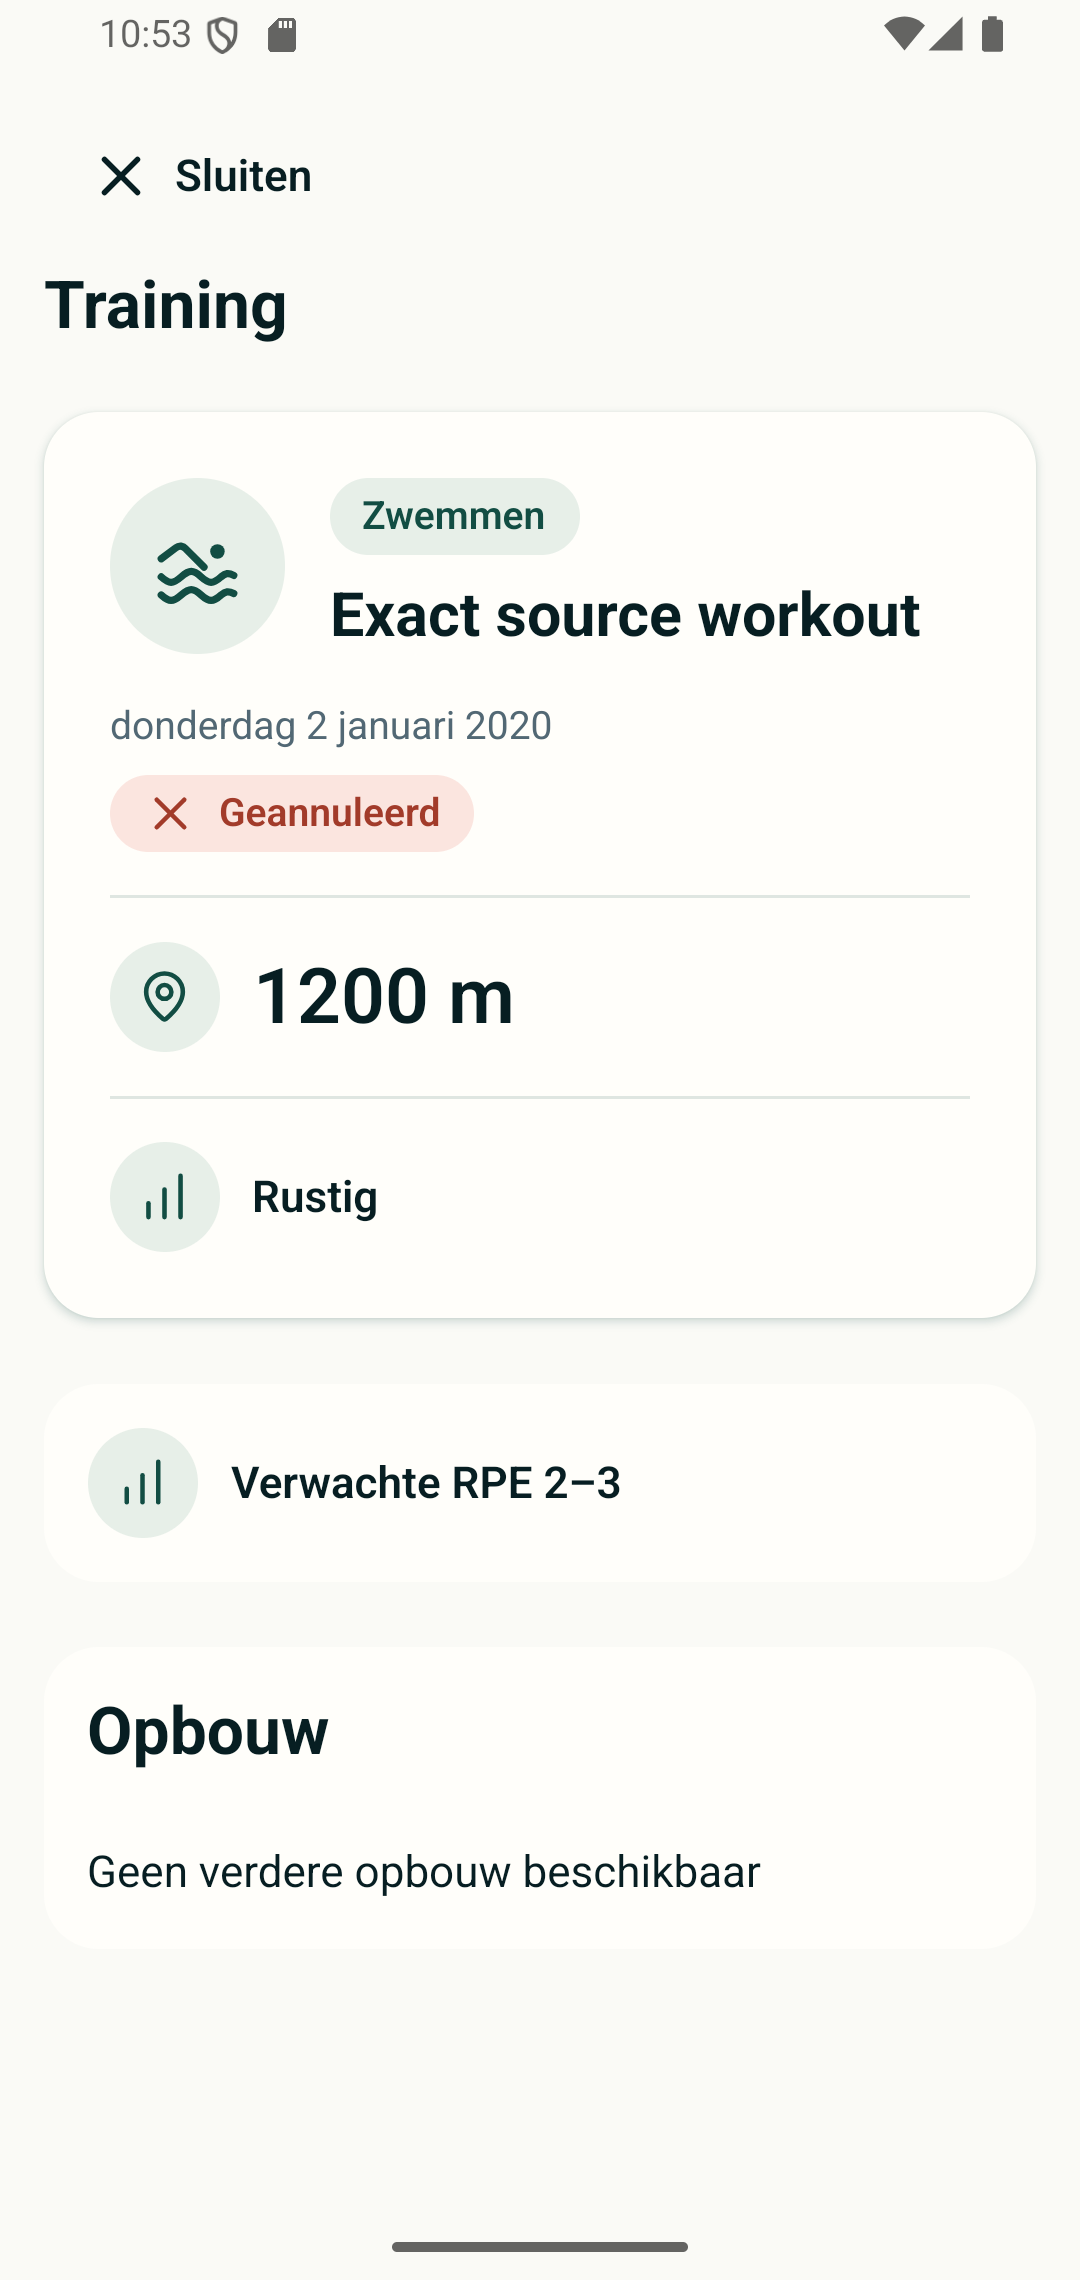 10:53
Sluiten
Training
Zwemmen
Exact source workout
donderdag 2 januari 2020
Geannuleerd
1200 m
Rustig
Verwachte RPE 2–3
Opbouw
Geen verdere opbouw beschikbaar